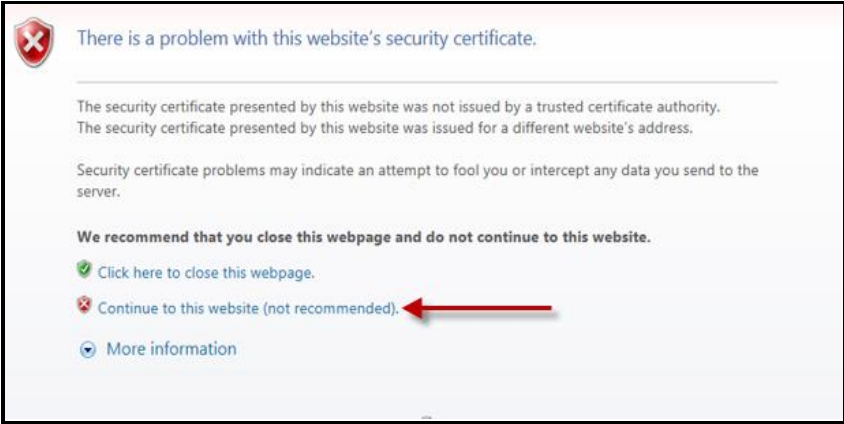 There is a problem with this website's security certificate.
The security certificate presented by this website was not issued by a trusted certificate authority.
The security certificate presented by this website was issued for a different website's address.
Security certificate problems may indicate an attempt to fool you or intercept any data you send to the
server.
We recommend that you close this webpage and do not continue to this website.
Click here to close this webpage.
Continue to this website (not recommended).
More information